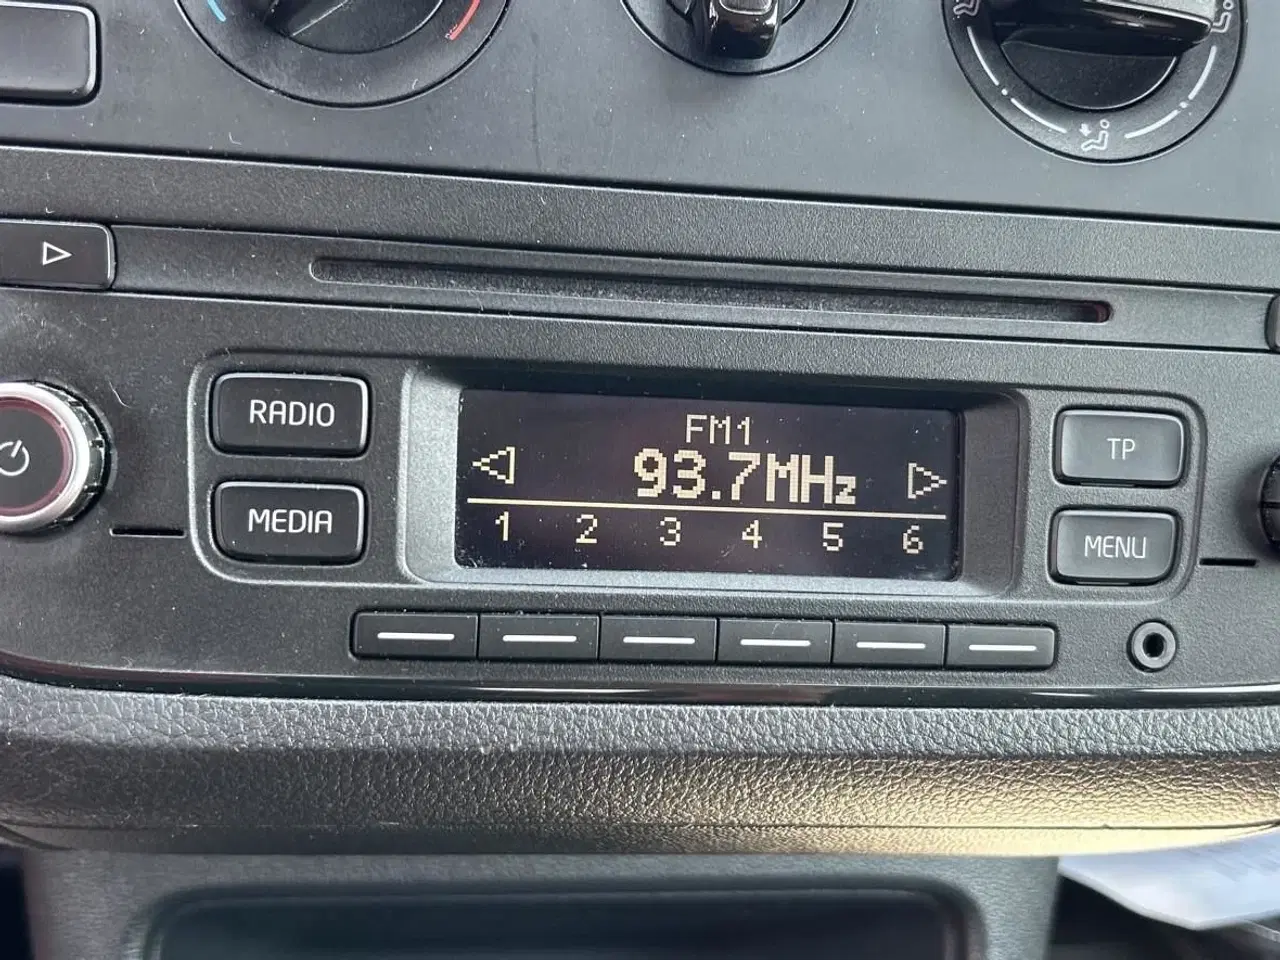 RADIO
MEDIA
FM1
93.7MHz
1 2 3 4 5 6
TP
MENU